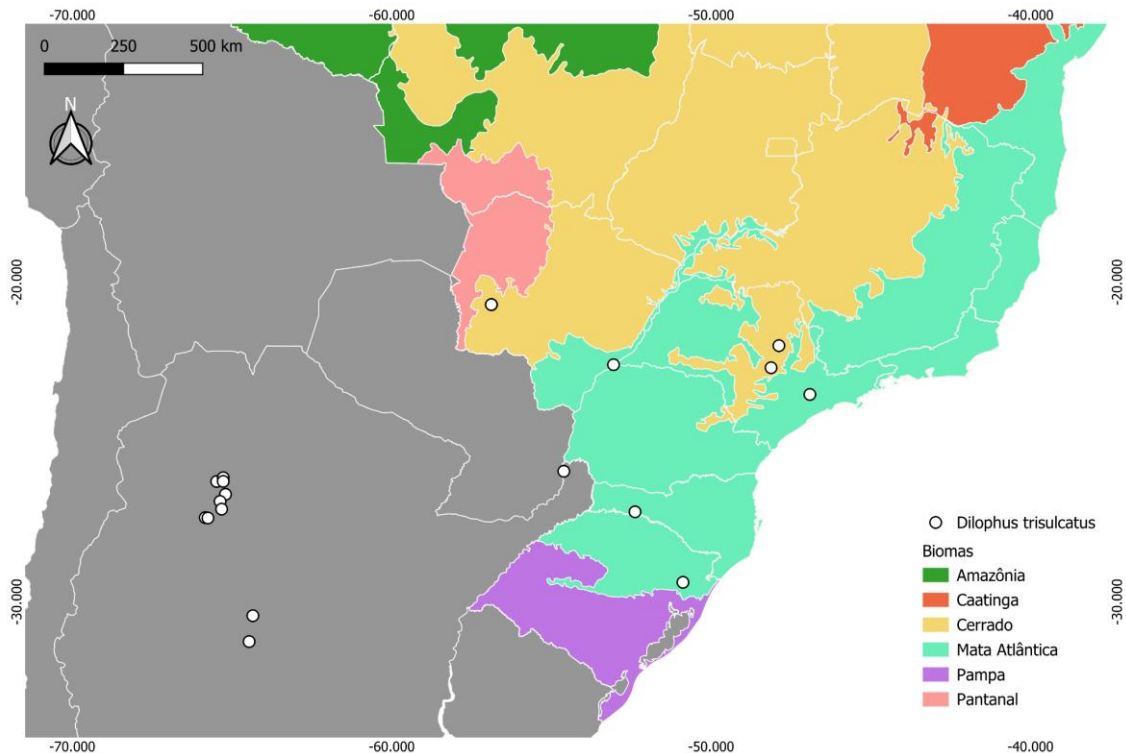 -70.000 -60.000 -50.000 -40.000
0 250 500 km
N
-20.000 -20.000
-30.000 -30.000
Dilophus trisulcatus
Biomas
Amazônia
Caatinga
Cerrado
Mata Atlântica
Pampa
Pantanal
-70.000 -60.000 -50.000 -40.000